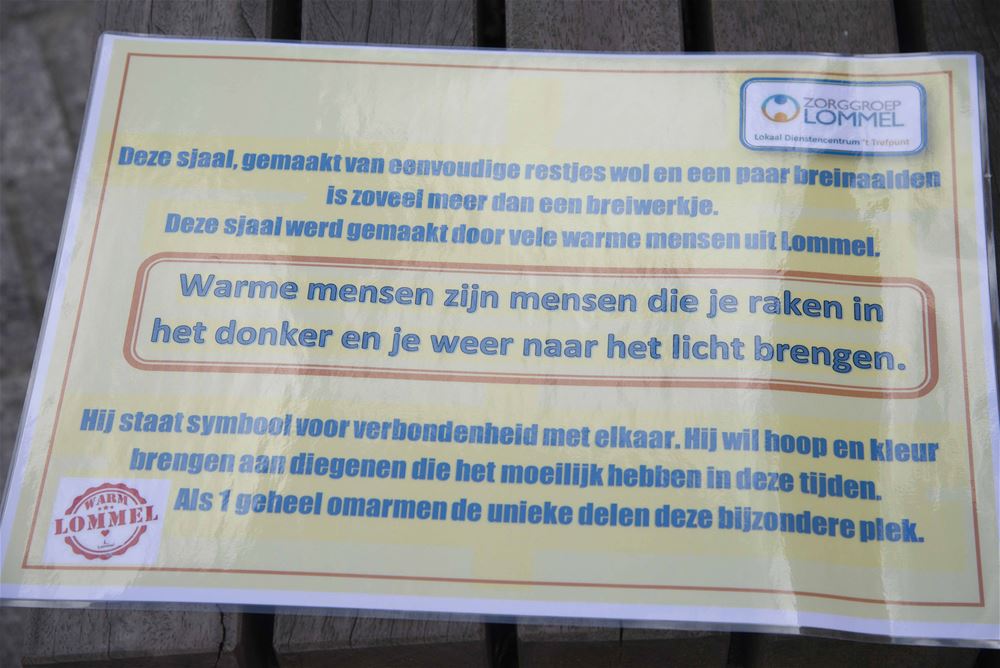 ZORGGROEP
LOMMEL
Lokaal Dienstencentrum 't Trefpunt
Deze sjaal, gemaakt van eenvoudige restjes wol en een paar breinaalden
is zoveel meer dan een breiwerkje.
Deze sjaal werd gemaakt door vele warme mensen uit Lommel.
Warme mensen zijn mensen die je raken in
het donker en je weer naar het licht brengen.
Hij staat symbool voor verbondenheid met elkaar. Hij wil hoop en kleur
brengen aan diegenen die het moeilijk hebben in deze tijden.
Als 1 geheel omarmen de unieke delen deze bijzondere plek.
WARM
LOMMEL